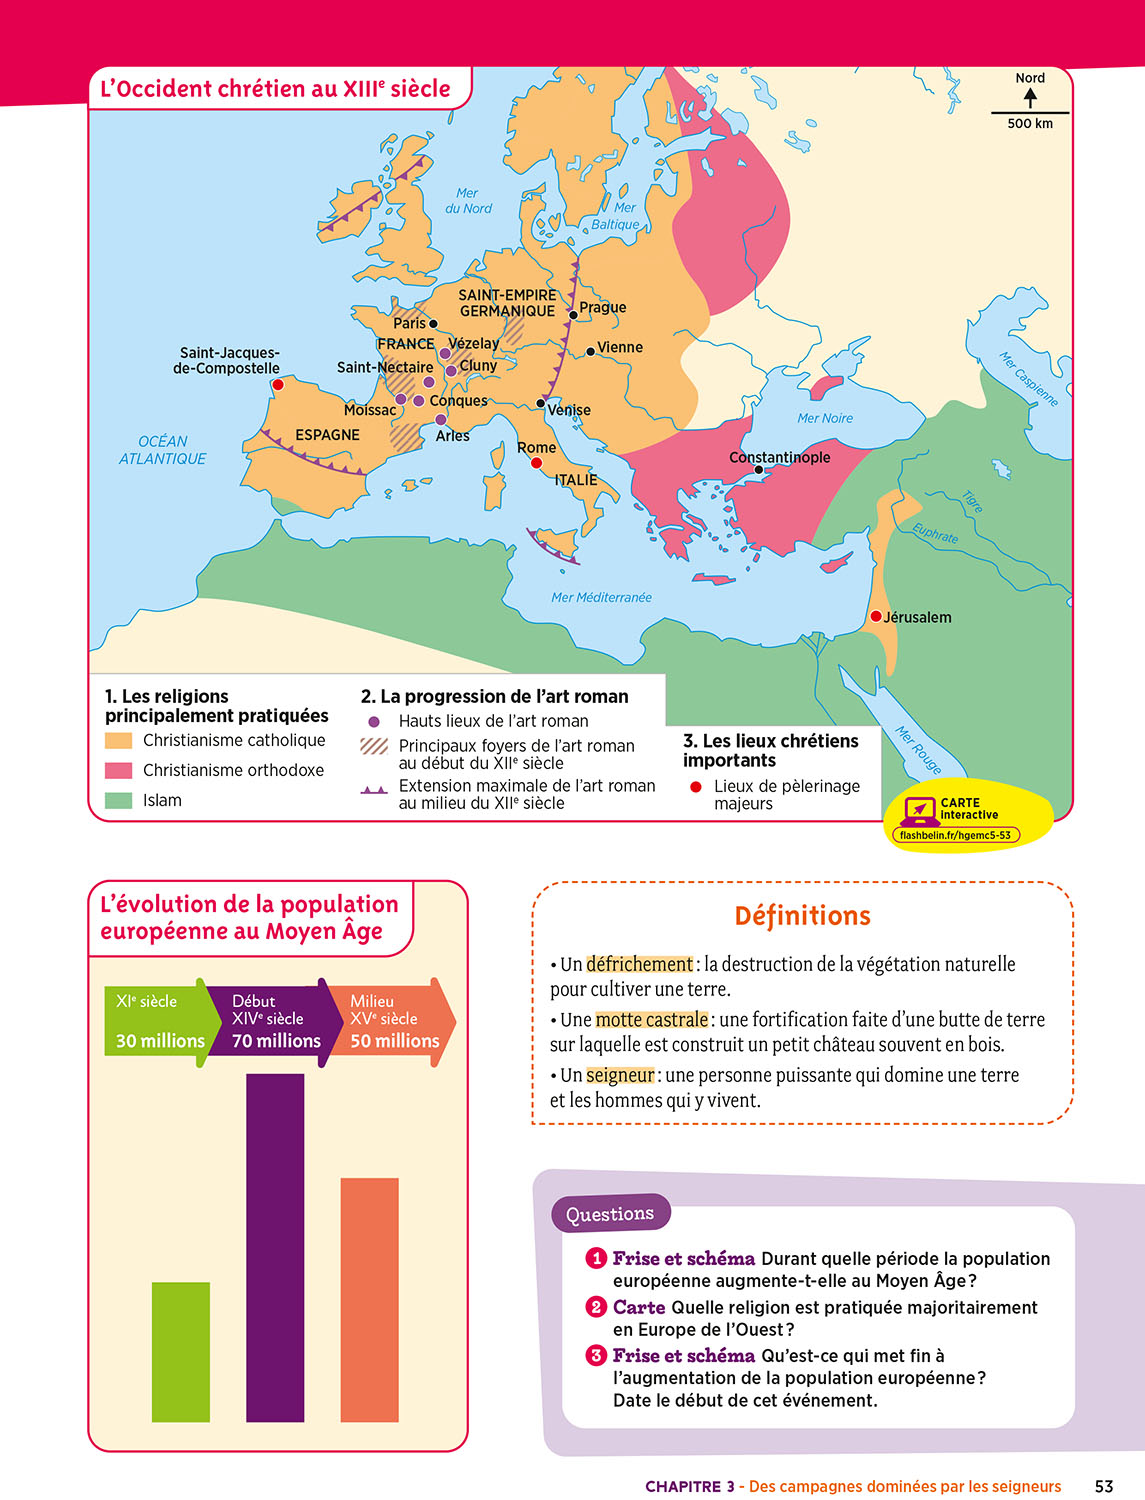 L'Occident chrétien au XIIIe siècle
Nord
500 km
Mer
du Nord
Mer
Baltique
SAINT-EMPIRE
GERMANIQUE
Prague
Paris
FRANCE
Vézelay
Vienne
Saint-Jacques-
de-Compostelle
Saint-Nectaire
Cluny
Mer Caspienne
Moissac
Conques
Venise
Mer Noire
OCÉAN
ATLANTIQUE
ESPAGNE
Arles
Rome
Constantinople
ITALIE
Tigre
Euphrate
Mer Méditerranée
Jérusalem
Mer Rouge
1. Les religions
principalement pratiquées
Christianisme catholique
Christianisme orthodoxe
Islam
2. La progression de l'art roman
Hauts lieux de l'art roman
Principaux foyers de l'art roman
au début du XIIe siècle
Extension maximale de l'art roman
au milieu du XIIe siècle
3. Les lieux chrétiens
importants
Lieux de pèlerinage
majeurs
CARTE
interactive
flashbelin.fr/hgemc5-53
L'évolution de la population
européenne au Moyen Âge
XIe siècle
30 millions
Début
XIVe siècle
70 millions
Milieu
XVe siècle
50 millions
Définitions
• Un défrichement : la destruction de la végétation naturelle
pour cultiver une terre.
• Une motte castrale : une fortification faite d'une butte de terre
sur laquelle est construit un petit château souvent en bois.
• Un seigneur : une personne puissante qui domine une terre
et les hommes qui y vivent.
Questions
1 Frise et schéma Durant quelle période la population
européenne augmente-t-elle au Moyen Âge ?
2 Carte Quelle religion est pratiquée majoritairement
en Europe de l'Ouest ?
3 Frise et schéma Qu'est-ce qui met fin à
l'augmentation de la population européenne ?
Date le début de cet événement.
CHAPITRE 3 - Des campagnes dominées par les seigneurs 53